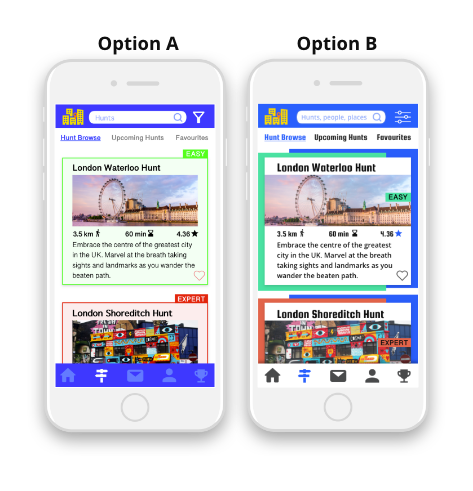 Option A
Hunts
Hunt Browse Upcoming Hunts Favourites
EASY
London Waterloo Hunt
3.5 km 60 min 4.36
Embrace the centre of the greatest city
in the UK. Marvel at the breath taking
sights and landmarks as you wander the
beaten path.
EXPERT
London Shoreditch Hunt
Option B
Hunts, people, places
Hunt Browse Upcoming Hunts Favourites
London Waterloo Hunt
EASY
3.5 km 60 min 4.36
Embrace the centre of the greatest
city in the UK. Marvel at the breath
taking sights and landmarks as you
wander the beaten path.
London Shoreditch Hunt
EXPERT